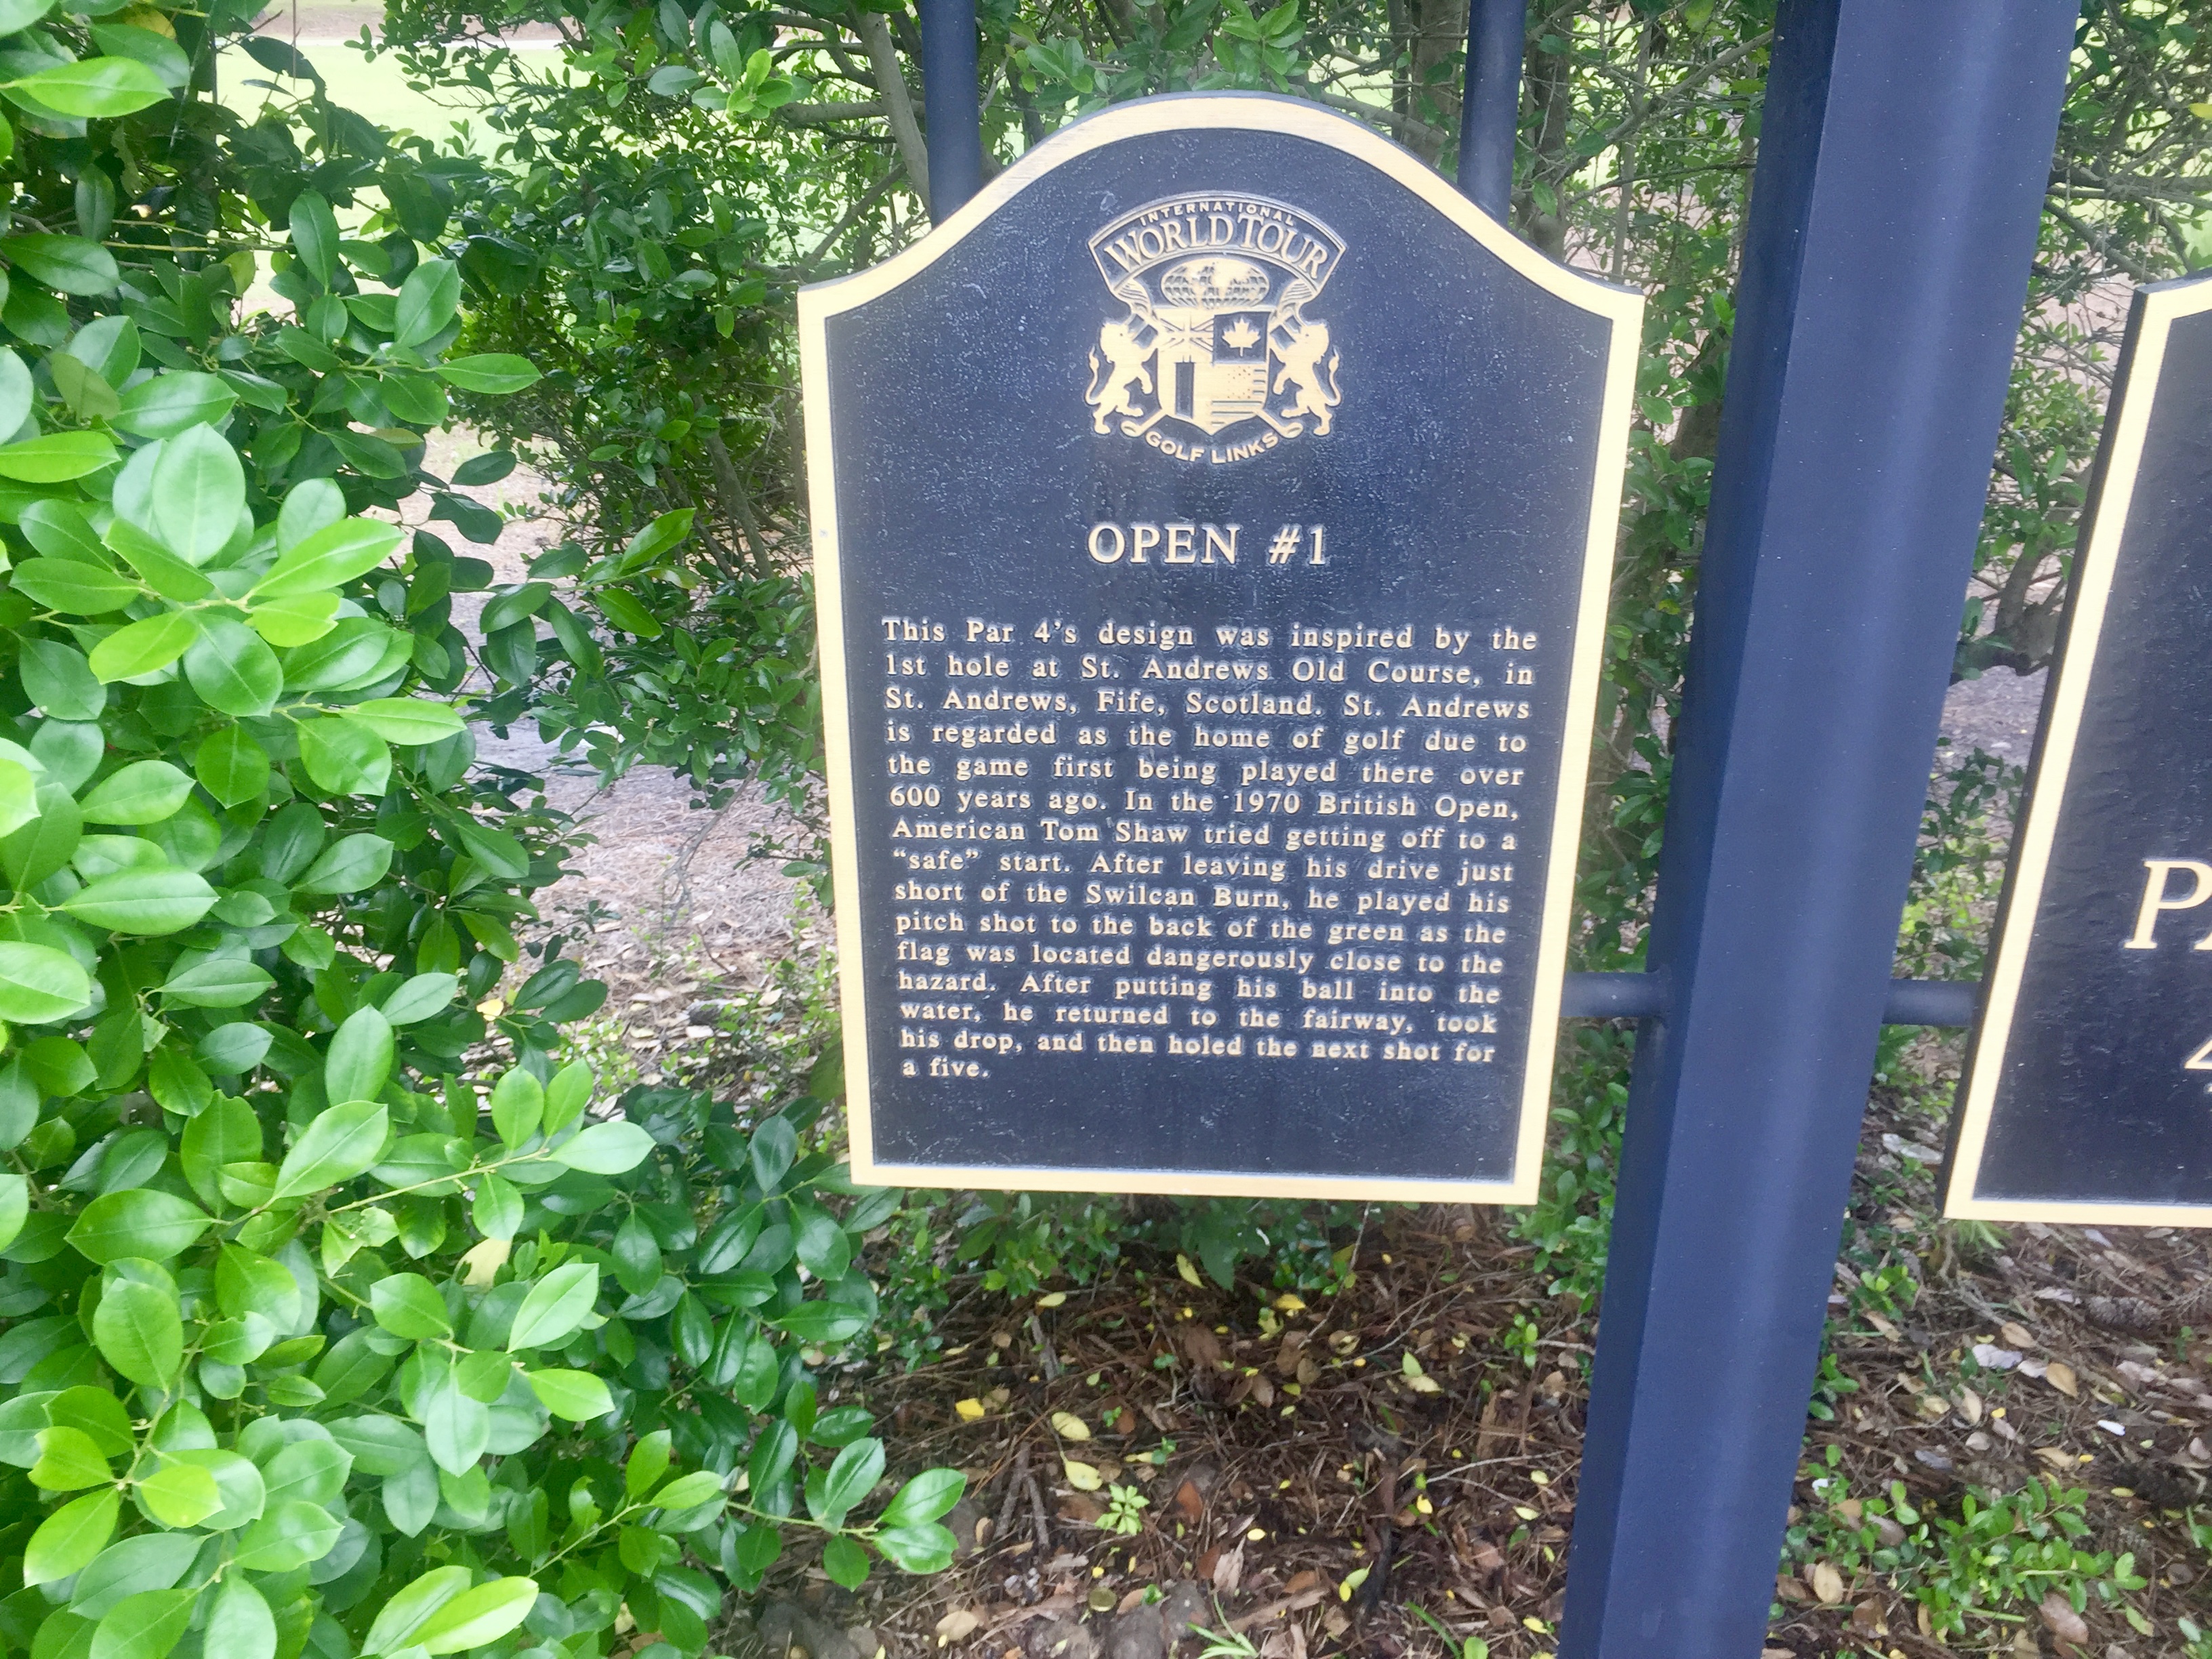 INTERNATIONAL
WORLD TOUR
GOLF LINKS
OPEN #1
This Par 4's design was inspired by the
1st hole at St. Andrews Old Course, in
St. Andrews, Fife, Scotland. St. Andrews
is regarded as the home of golf due to
the game first being played there over
600 years ago. In the 1970 British Open,
American Tom Shaw tried getting off to a
“safe” start. After leaving his drive just
short of the Swilcan Burn, he played his
pitch shot to the back of the green as the
flag was located dangerously close to the
hazard. After putting his ball into the
water, he returned to the fairway, took
his drop, and then holed the next shot for
a five.